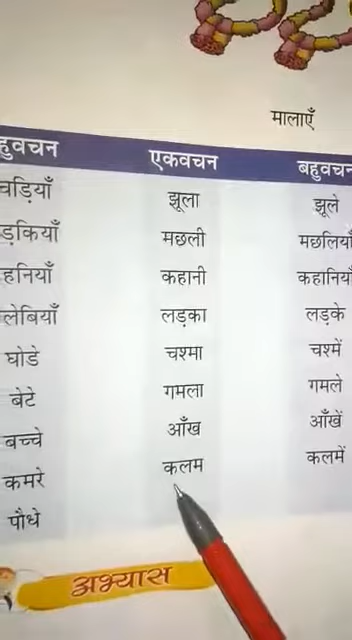 मालाएँ
हुवचन एकवचन बहुवचन
चड़ियाँ झूला झूले
ड़कियाँ मछली मछलियाँ
हनियाँ कहानी कहानिय
लेबियाँ लड़का लड़के
घोडे चश्मा चश्में
बेटे गमला गमले
बच्चे आँख आँखें
कमरे कलम कलमें
पौधे
अभ्यास